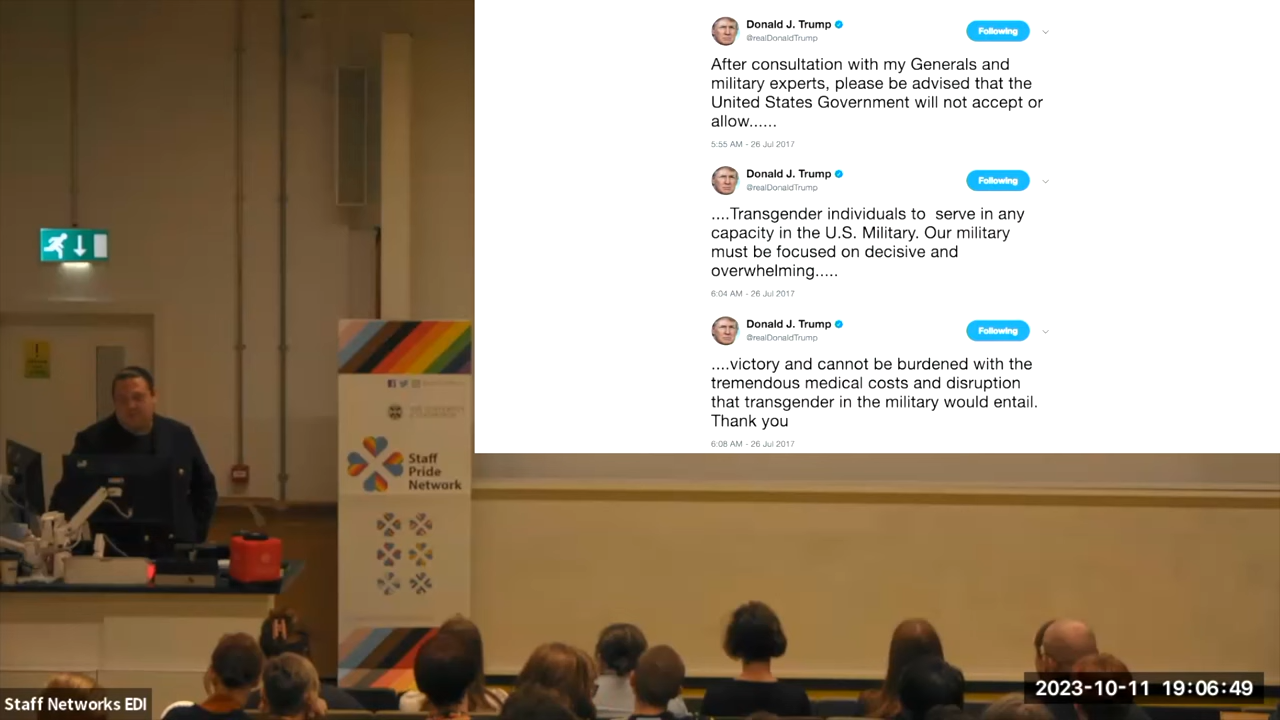 Donald J. Trump
@realDonaldTrump
Following
After consultation with my Generals and
military experts, please be advised that the
United States Government will not accept or
allow......
5:55 AM - 26 Jul 2017
Donald J. Trump
@realDonaldTrump
Following
....Transgender individuals to serve in any
capacity in the U.S. Military. Our military
must be focused on decisive and
overwhelming.....
6:04 AM - 26 Jul 2017
Donald J. Trump
@realDonaldTrump
Following
....victory and cannot be burdened with the
tremendous medical costs and disruption
that transgender in the military would entail.
Thank you
6:08 AM - 26 Jul 2017
Staff
Pride
Network
Staff Networks EDI
2023-10-11 19:06:49